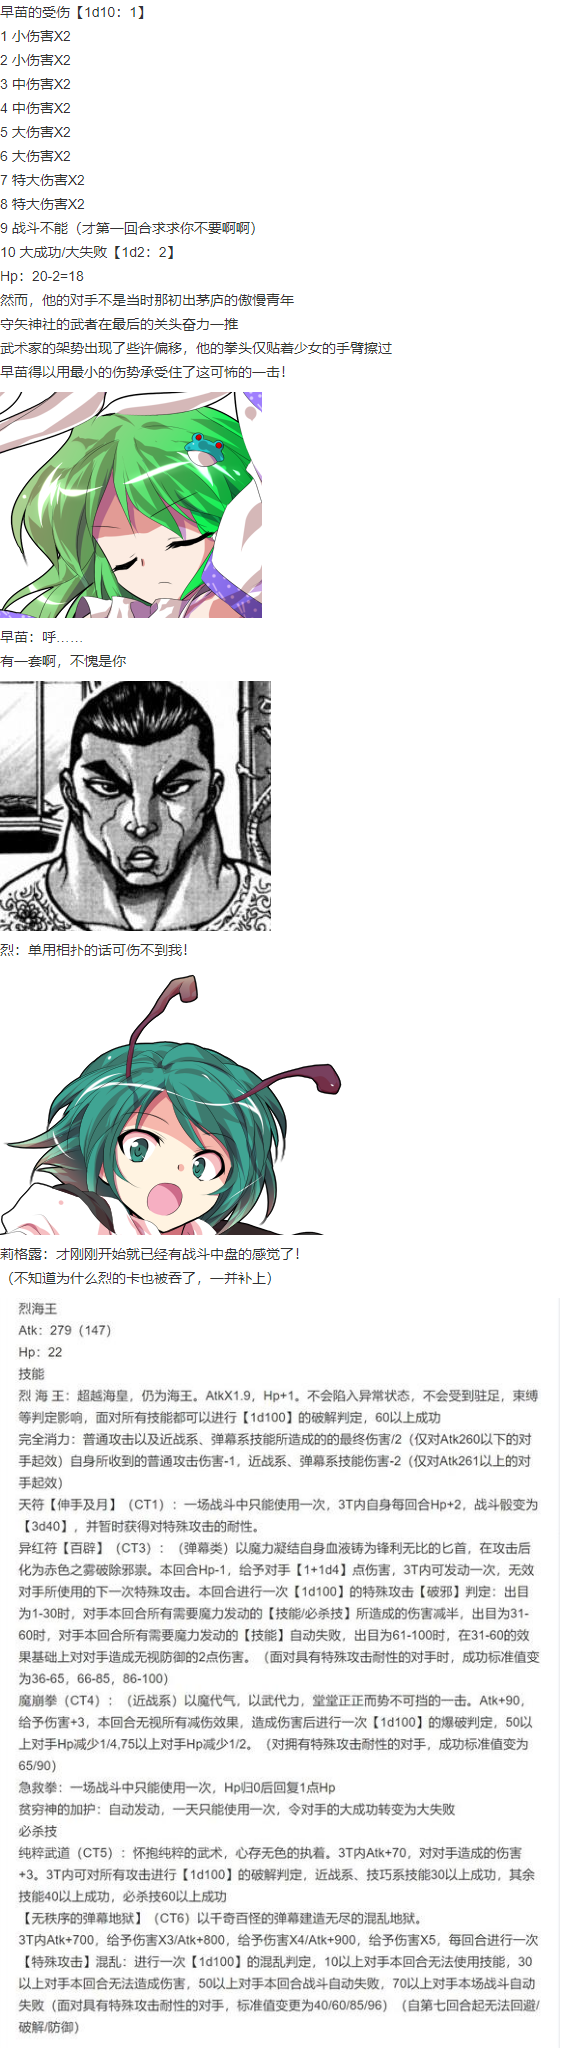 早苗的受伤【1d10：1】
1 小伤害X2
2 小伤害X2
3 中伤害X2
4 中伤害X2
5 大伤害X2
6 大伤害X2
7 特大伤害X2
8 特大伤害X2
9 战斗不能（才第一回合求求你不要啊啊）
10 大成功/大失败【1d2：2】
Hp：20-2=18
然而，他的对手不是当时那初出茅庐的傲慢青年
守矢神社的武者在最后的关头奋力一推
武术家的架势出现了些许偏移，他的拳头仅贴着少女的手臂擦过
早苗得以用最小的伤势承受住了这可怖的一击！
早苗：呼……
有一套啊，不愧是你
烈：单用相扑的话可伤不到我！
莉格露：才刚刚开始就已经有战斗中盘的感觉了！
（不知道为什么烈的卡也被吞了，一并补上）
烈海王
Atk：279（147）
Hp：22
技能
烈 海 王：超越海皇，仍为海王。AtkX1.9，Hp+1。不会陷入异常状态，不会受到驻足，束缚
等判定影响，面对所有技能都可以进行【1d100】的破解判定，60以上成功
完全消力：普通攻击以及近战系、弹幕系技能所造成的的最终伤害/2（仅对Atk260以下的对
手起效）自身所收到的普通攻击伤害-1，近战系、弹幕系技能伤害-2（仅对Atk261以上的对
手起效）
天符【伸手及月】（CT1）：一场战斗中只能使用一次，3T内自身每回合Hp+2，战斗骰变为
【3d40】，并暂时获得对特殊攻击的耐性。
异红符【百辟】（CT3）：（弹幕类）以魔力凝结自身血液铸为锋利无比的匕首，在攻击后
化为赤色之雾破除邪祟。本回合Hp-1，给予对手【1+1d4】点伤害，3T内可发动一次，无效
对手所使用的下一次特殊攻击。本回合进行一次【1d100】的特殊攻击【破邪】判定：出目
为1-30时，对手本回合所有需要魔力发动的【技能/必杀技】所造成的伤害减半，出目为31-
60时，对手本回合所有需要魔力发动的【技能】自动失败，出目为61-100时，在31-60的效
果基础上对对手造成无视防御的2点伤害。（面对具有特殊攻击耐性的对手时，成功标准值变
为36-65，66-85，86-100）
魔崩拳（CT4）：（近战系）以魔代气，以武代力，堂堂正正而势不可挡的一击。Atk+90，
给予伤害+3，本回合无视所有减伤效果，造成伤害后进行一次【1d100】的爆破判定，50以
上对手Hp减少1/4,75以上对手Hp减少1/2。（对拥有特殊攻击耐性的对手，成功标准值变为
65/90）
急救拳：一场战斗中只能使用一次，Hp归0后回复1点Hp
贫穷神的加护：自动发动，一天只能使用一次，令对手的大成功转变为大失败
必杀技
纯粹武道（CT5）：怀抱纯粹的武术，心存无色的执着。3T内Atk+70，对对手造成的伤害
+3。3T内可对所有攻击进行【1d100】的破解判定，近战系、技巧系技能30以上成功，其余
技能40以上成功，必杀技60以上成功
【无秩序的弹幕地狱】（CT6）以千奇百怪的弹幕建造无尽的混乱地狱。
3T内Atk+700，给予伤害X3/Atk+800，给予伤害X4/Atk+900，给予伤害X5，每回合进行一次
【特殊攻击】混乱：进行一次【1d100】的混乱判定，10以上对手本回合无法使用技能，30
以上对手本回合无法造成伤害，50以上对手本回合战斗自动失败，70以上对手本场战斗自动
失败（面对具有特殊攻击耐性的对手，标准值变更为40/60/85/96）（自第七回合起无法回避/
破解/防御）